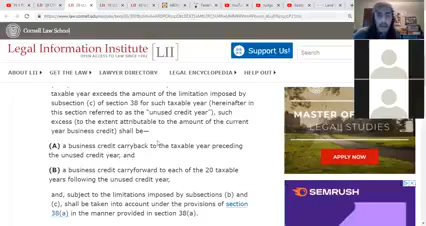 Cornell Law School
Legal Information Institute [LII]
OPEN ACCESS TO LAW SINCE 1992
Support Us!
Search
ABOUT LII
GET THE LAW
LAWYER DIRECTORY
LEGAL ENCYCLOPEDIA
HELP OUT
taxable year exceeds the amount of the limitation imposed by
subsection (c) of section 38 for such taxable year (hereinafter in
this section referred to as the "unused credit year"), such
excess (to the extent attributable to the amount of the current
year business credit) shall be—
(A) a business credit carryback to the taxable year preceding
the unused credit year, and
(B) a business credit carryforward to each of the 20 taxable
years following the unused credit year,
and, subject to the limitations imposed by subsections (b) and
(c), shall be taken into account under the provisions of section
38(a) in the manner provided in section 38(a).
MASTER OF
LEGAL STUDIES
APPLY NOW
SEMRUSH